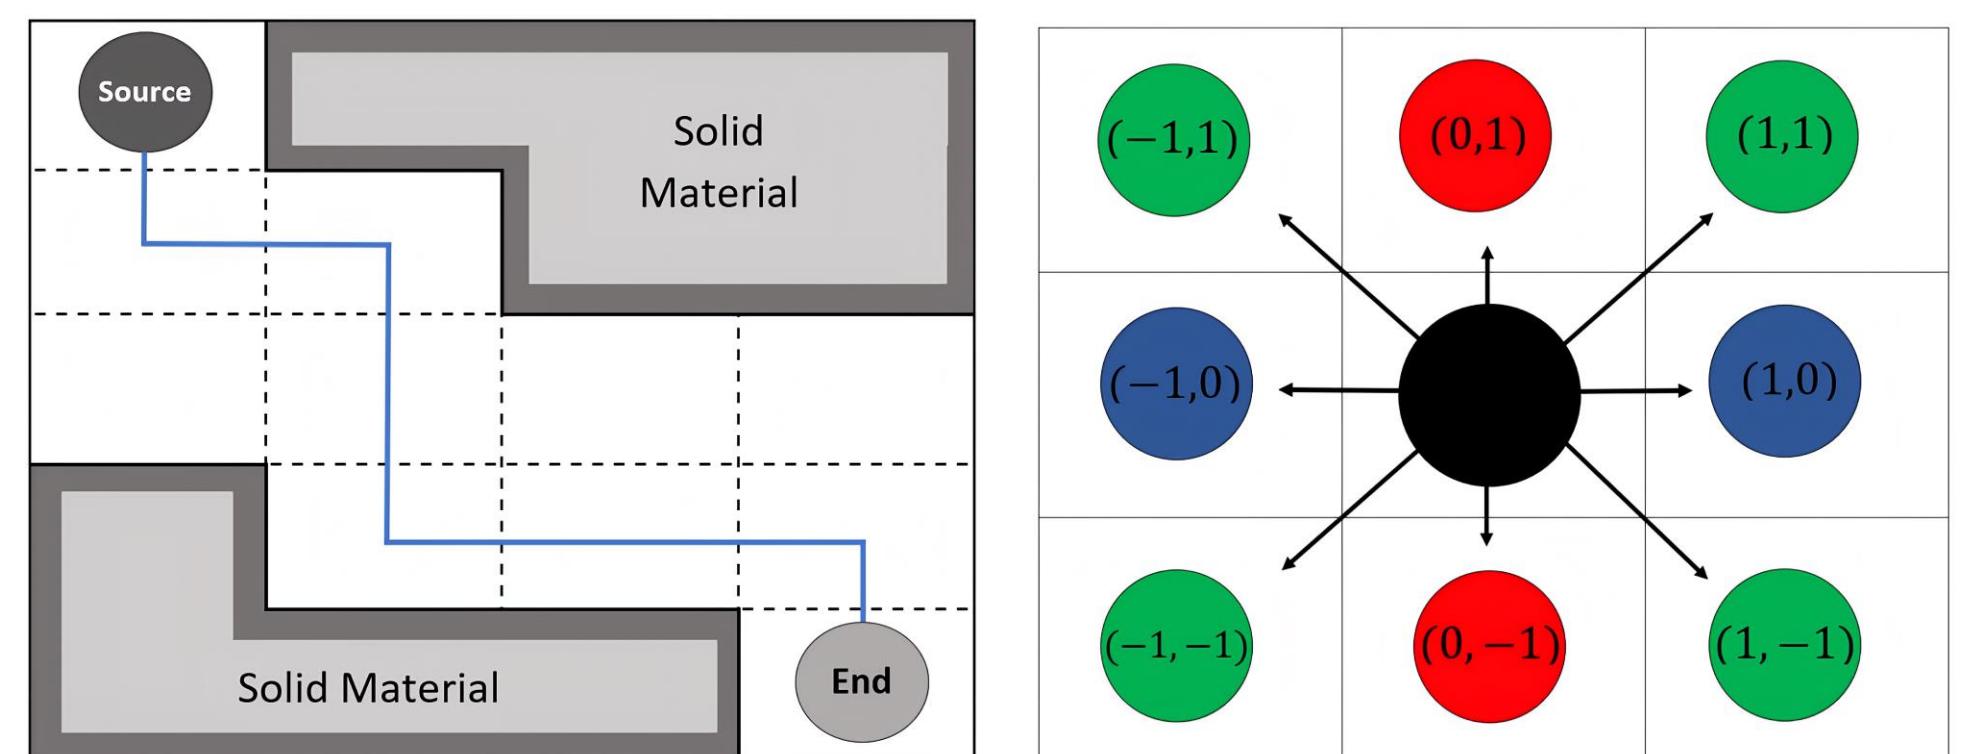 Source
Solid
Material
Solid Material
End
(−1,1)
(0,1)
(1,1)
(−1,0)
(1,0)
(−1,−1)
(0,−1)
(1,−1)